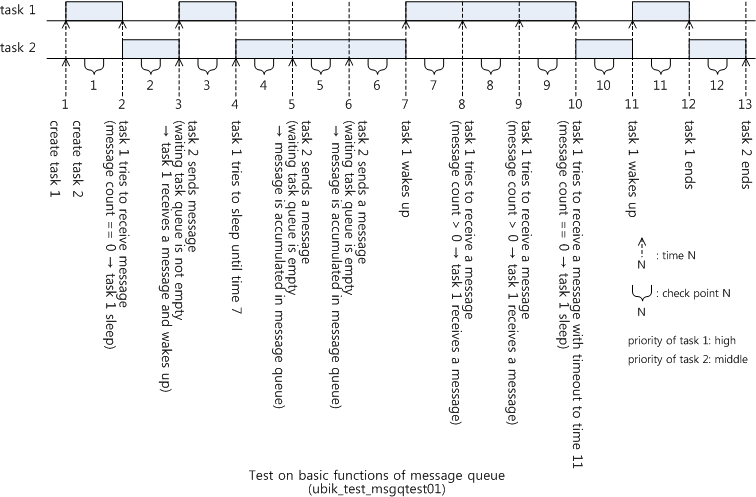 task 1
task 2
1
2
3
4
5
6
7
8
9
10
11
12
1
2
3
4
5
6
7
8
9
10
11
12
13
create task 1
create task 2
task 1 tries to receive message
(message count == 0 → task 1 sleep)
task 2 sends message
(waiting task queue is not empty
→ task 1 receives a message and wakes up)
task 1 tries to sleep until time 7
task 2 sends a message
(waiting task queue is empty
→ message is accumulated in message queue)
task 2 sends a message
(waiting task queue is empty
→ message is accumulated in message queue)
task 1 wakes up
task 1 tries to receive a message
(message count > 0 → task 1 receives a message)
task 1 tries to receive a message
(message count > 0 → task 1 receives a message)
task 1 tries to receive a message with timeout to time 11
(message count == 0 → task 1 sleep)
task 1 wakes up
task 1 ends
task 2 ends
N : time N
N : check point N
priority of task 1: high
priority of task 2: middle
Test on basic functions of message queue
(ubik_test_msgqtest01)